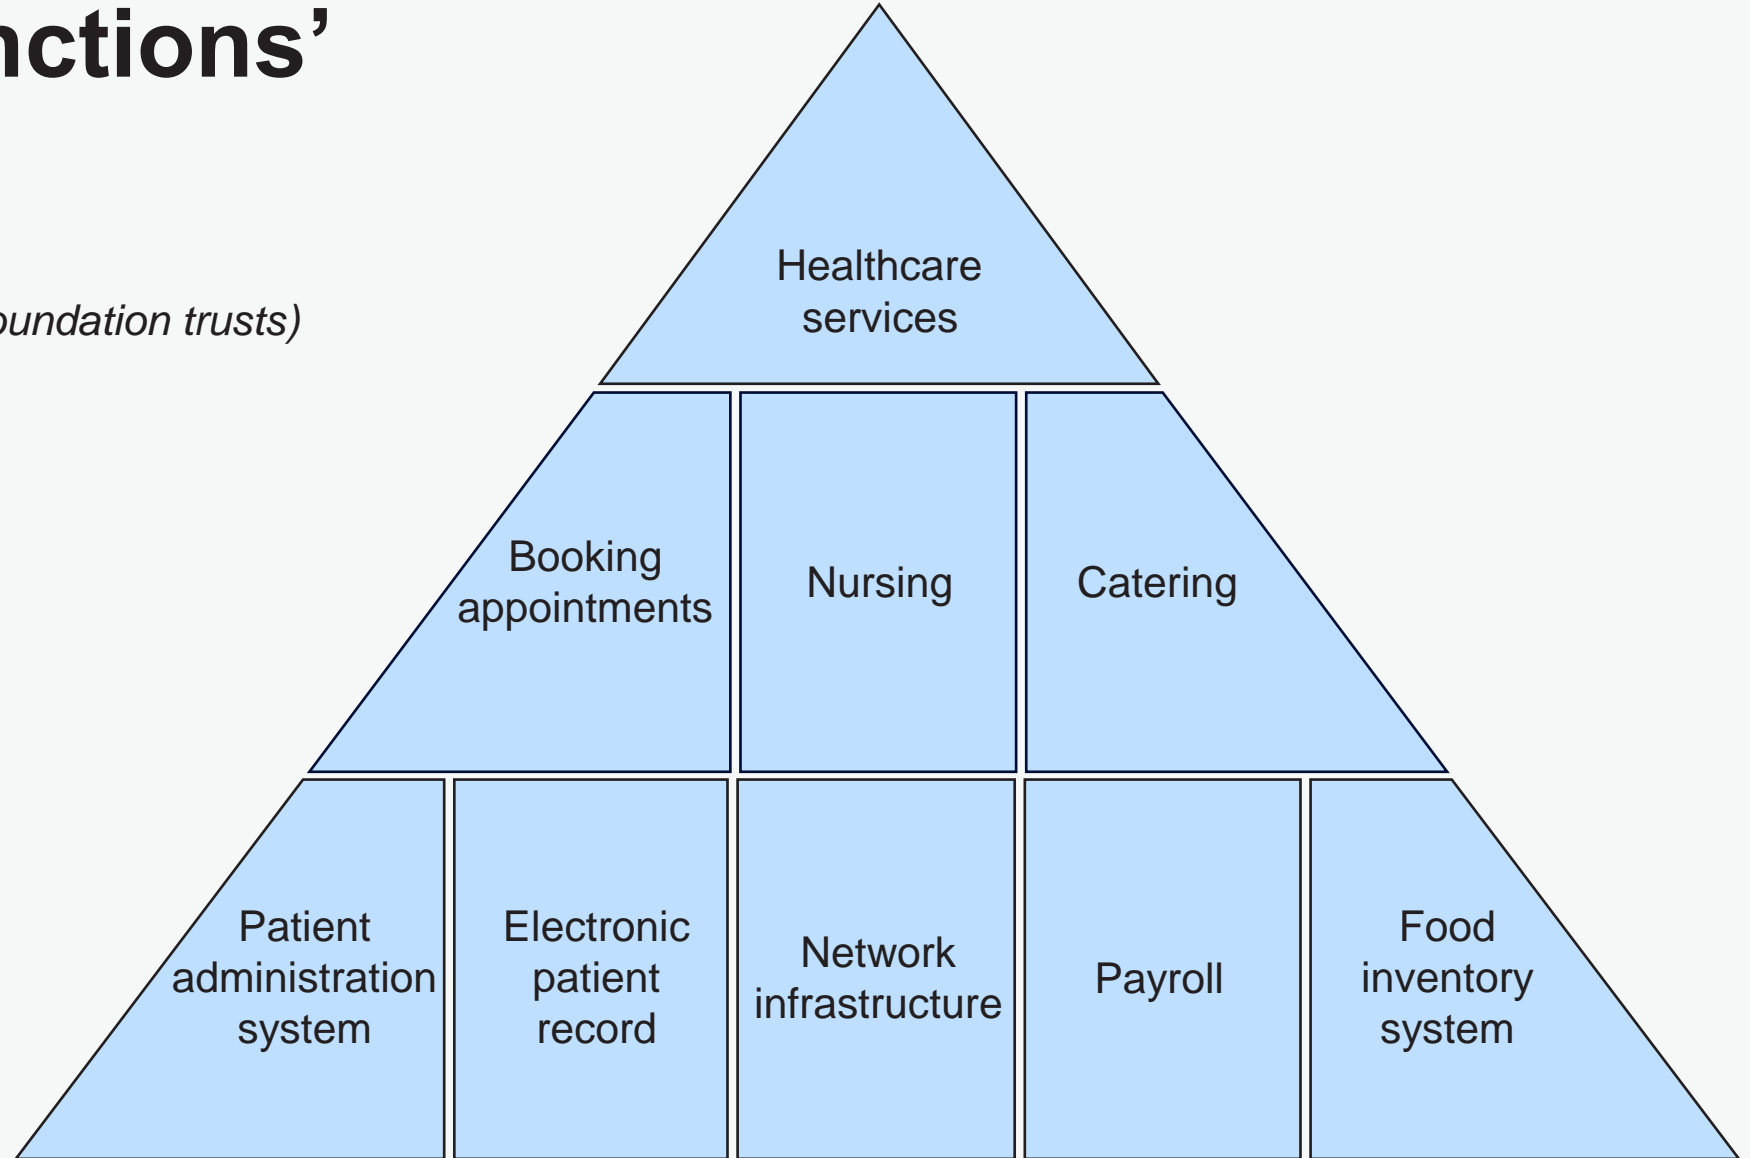 nctions’
oundation trusts)
Healthcare
services
Booking
appointments
Nursing
Catering
Patient
administration
system
Electronic
patient
record
Network
infrastructure
Payroll
Food
inventory
system